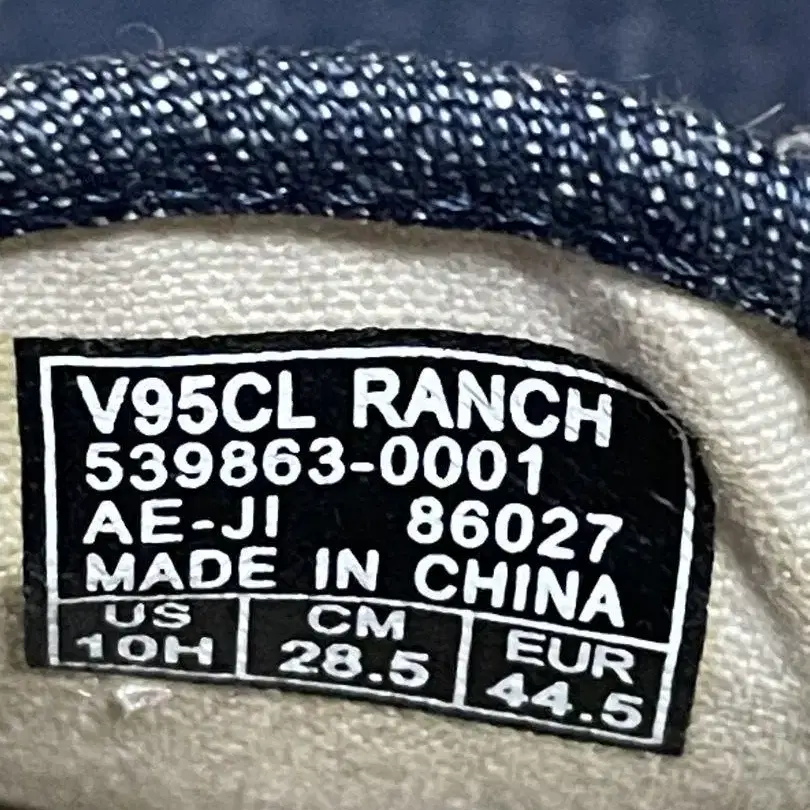 V95CL RANCH
539863-0001
AE-JI 86027
MADE IN CHINA
US CM EUR
10H 28.5 44.5